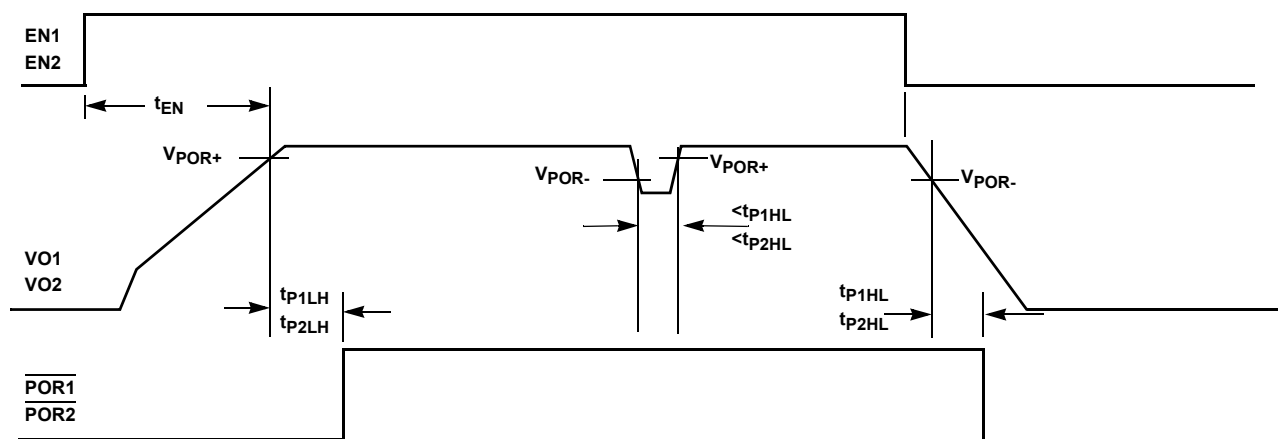 EN1
EN2
tEN
VPOR+
VPOR-
VPOR+
VPOR-
<tP1HL
<tP2HL
VO1
VO2
tP1LH
tP2LH
tP1HL
tP2HL
POR1
POR2